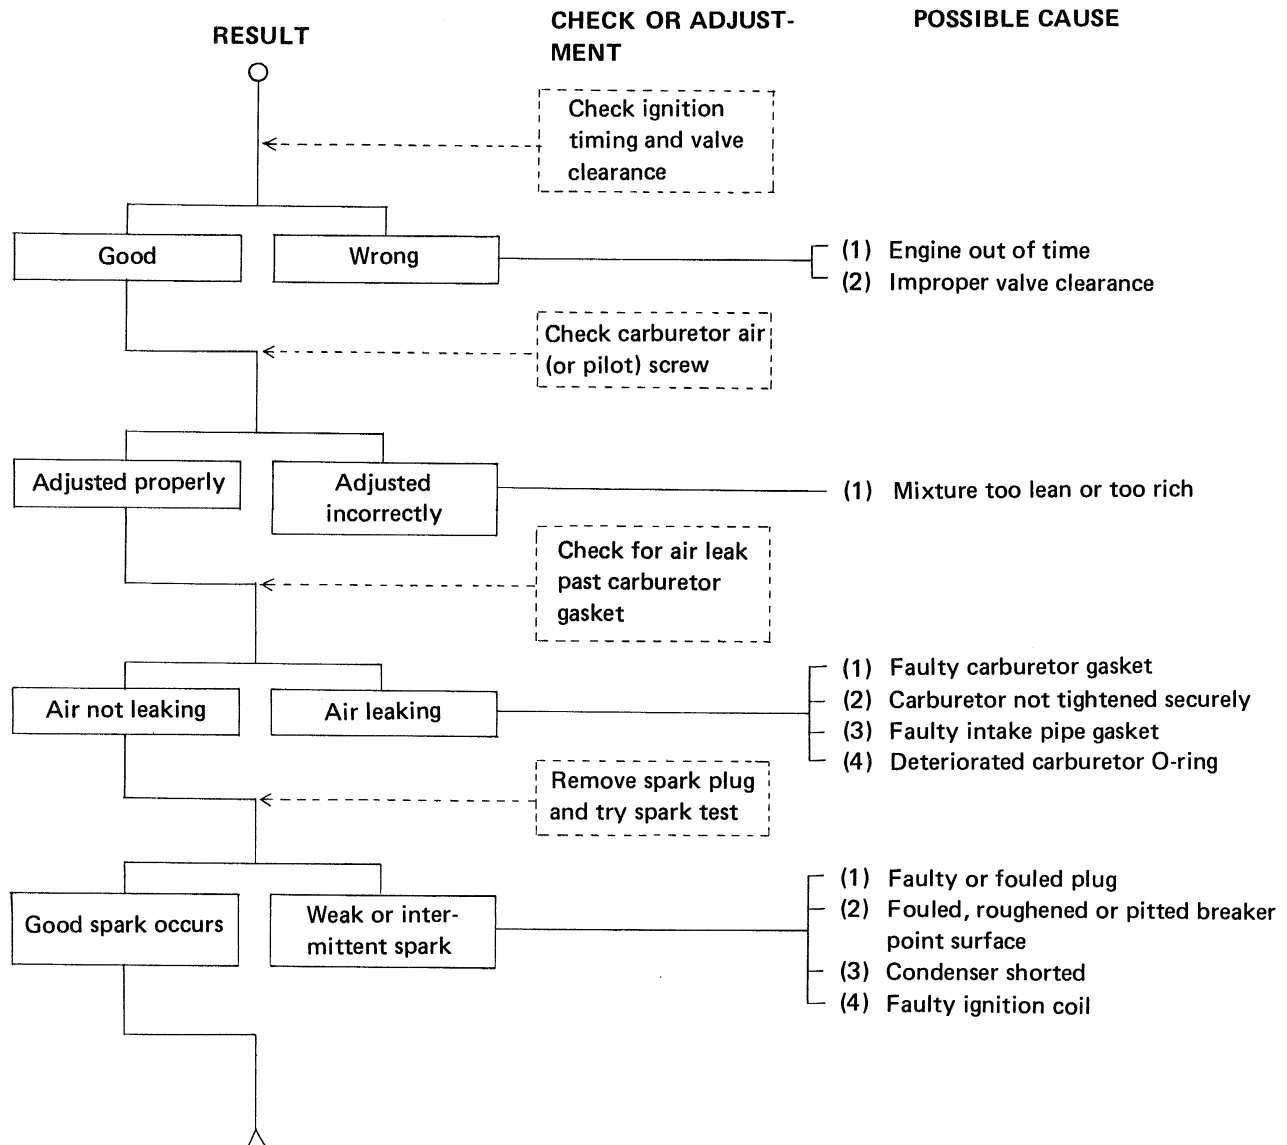 RESULT
CHECK OR ADJUST-
MENT
POSSIBLE CAUSE
Check ignition
timing and valve
clearance
Good
Wrong
(1) Engine out of time
(2) Improper valve clearance
Check carburetor air
(or pilot) screw
Adjusted properly
Adjusted
incorrectly
(1) Mixture too lean or too rich
Check for air leak
past carburetor
gasket
Air not leaking
Air leaking
(1) Faulty carburetor gasket
(2) Carburetor not tightened securely
(3) Faulty intake pipe gasket
(4) Deteriorated carburetor O-ring
Remove spark plug
and try spark test
Good spark occurs
Weak or inter-
mittent spark
(1) Faulty or fouled plug
(2) Fouled, roughened or pitted breaker
point surface
(3) Condenser shorted
(4) Faulty ignition coil